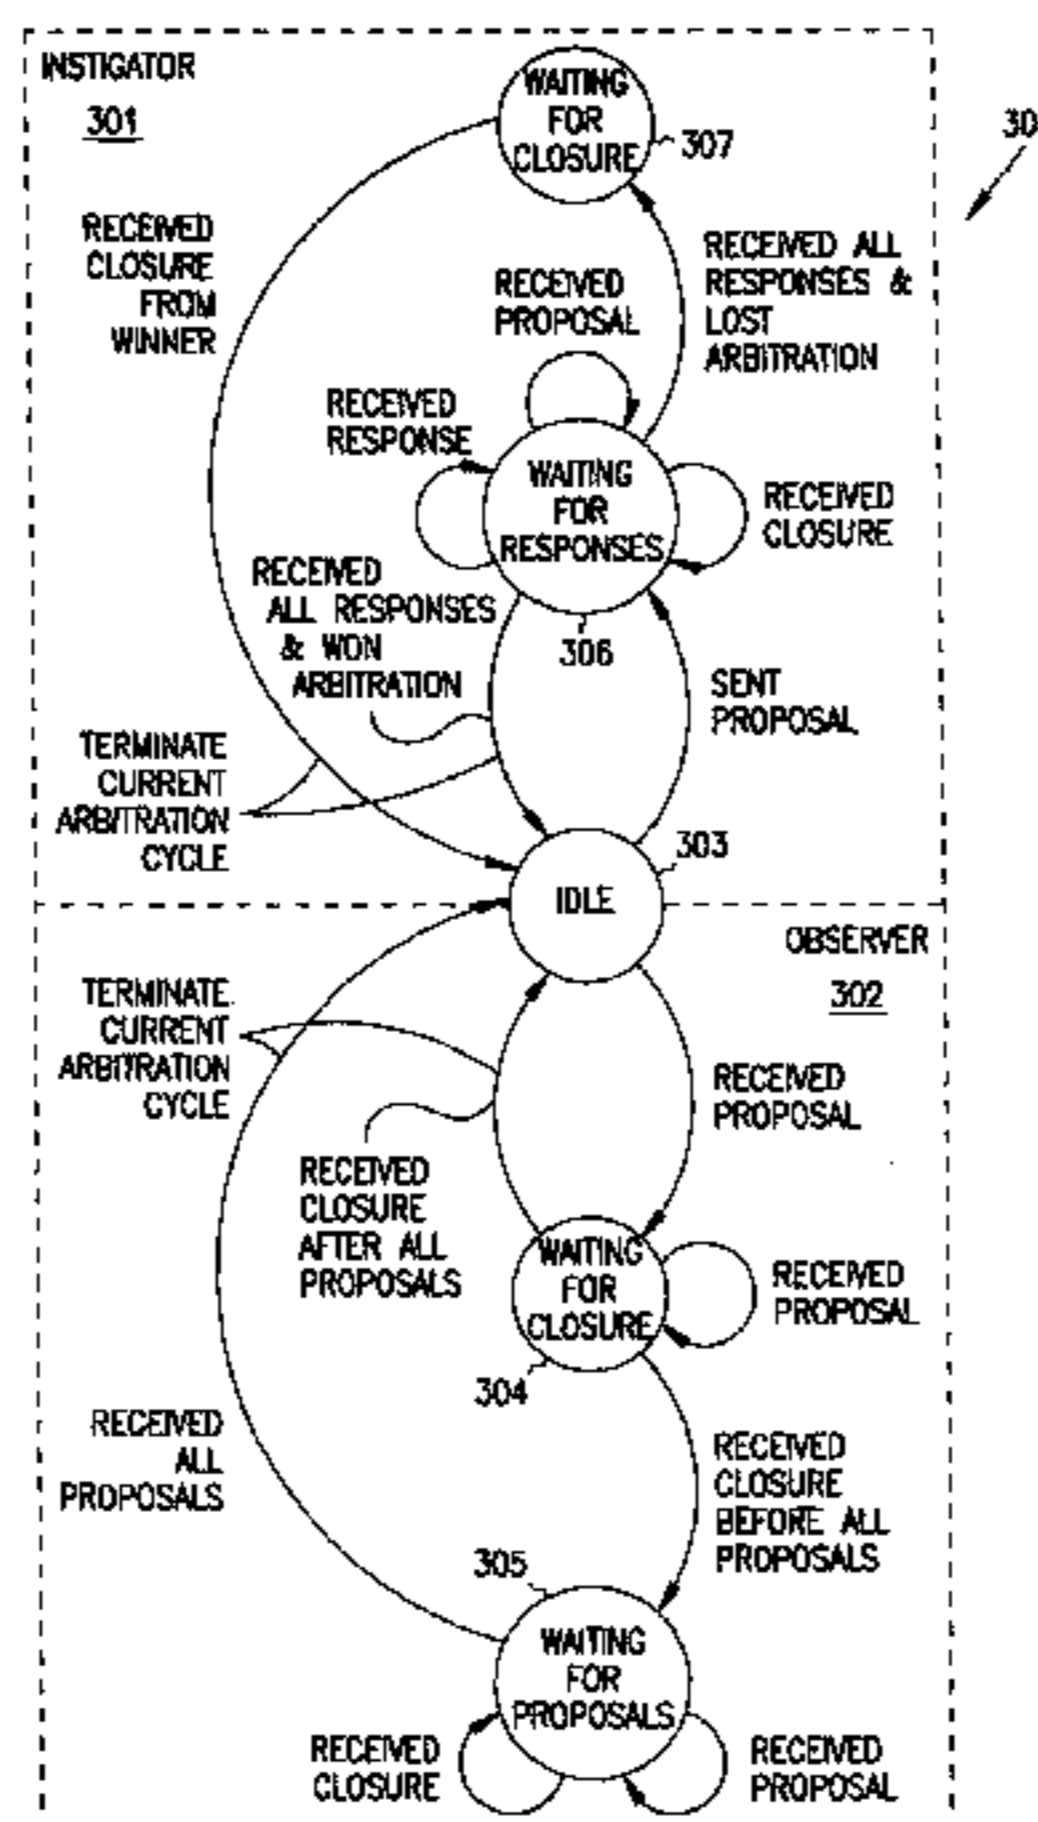 INSTIGATOR
301
WAITING
FOR
CLOSURE
307
30
RECEIVED
CLOSURE
FROM
WINNER
RECEIVED ALL
RESPONSES &
LOST
ARBITRATION
RECEIVED
PROPOSAL
RECEIVED
RESPONSE
WAITING
FOR
RESPONSES
RECEIVED
CLOSURE
306
RECEIVED
ALL RESPONSES
& WON
ARBITRATION
SENT
PROPOSAL
TERMINATE
CURRENT
ARBITRATION
CYCLE
303
IDLE
OBSERVER
302
TERMINATE
CURRENT
ARBITRATION
CYCLE
RECEIVED
PROPOSAL
RECEIVED
CLOSURE
AFTER ALL
PROPOSALS
WAITING
FOR
CLOSURE
304
RECEIVED
PROPOSAL
RECEIVED
ALL
PROPOSALS
RECEIVED
CLOSURE
BEFORE ALL
PROPOSALS
305
WAITING
FOR
PROPOSALS
RECEIVED
CLOSURE
RECEIVED
PROPOSAL